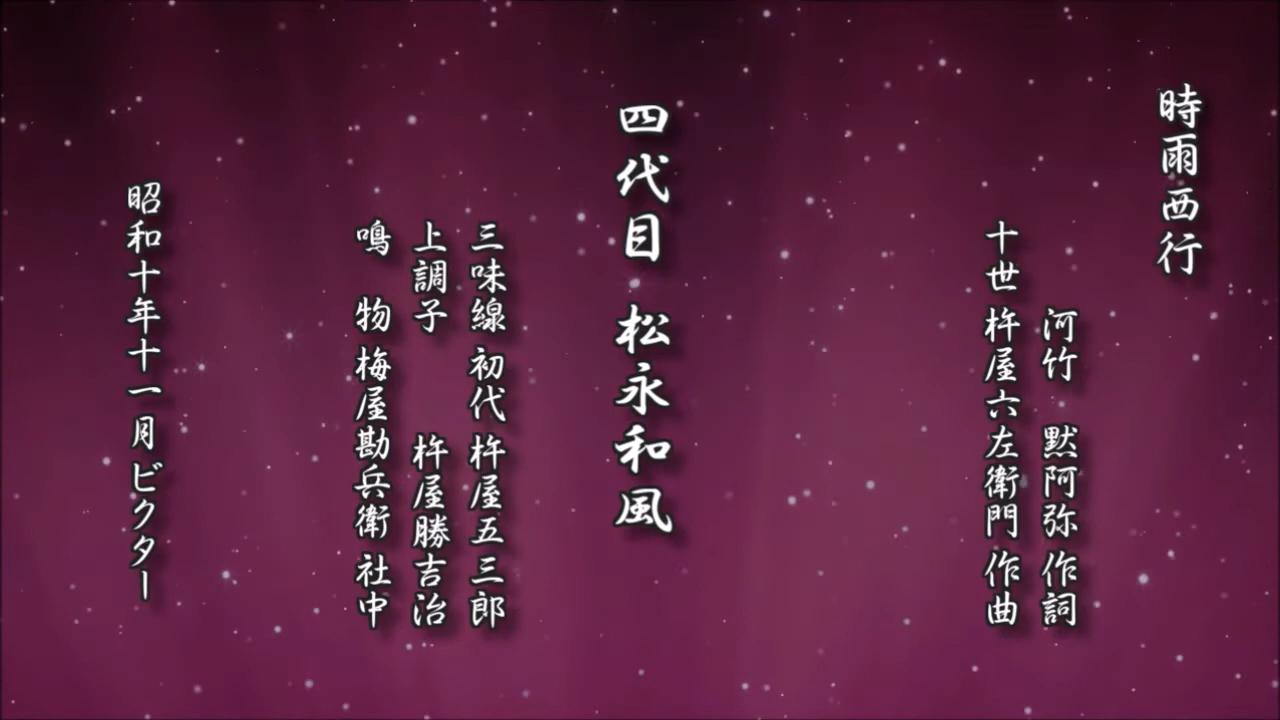 時雨西行
河竹 黙阿弥 作詞
十世 杵屋六左衛門 作曲
四代目 松永和風
三味線 初代 杵屋五三郎
上調子 杵屋勝吉治
鳴 物 梅屋勘兵衛 社中
昭和十年十一月 ビクター